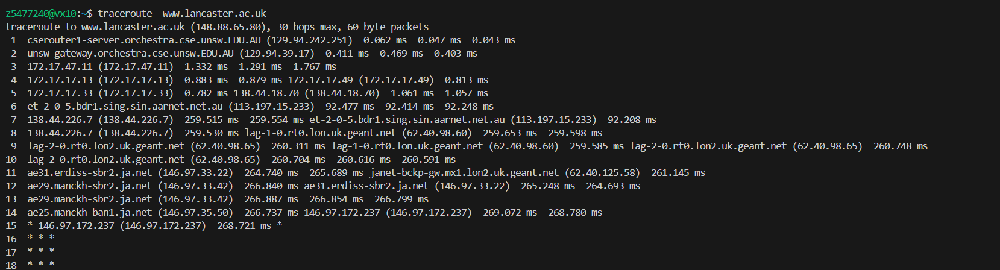 z5477240@vx10:~$ traceroute  www.lancaster.ac.uk
traceroute to www.lancaster.ac.uk (148.88.65.80), 30 hops max, 60 byte packets
 1  cserouter1-server.orchestra.cse.unsw.EDU.AU (129.94.242.251)  0.062 ms  0.047 ms  0.043 ms
 2  unsw-gateway.orchestra.cse.unsw.EDU.AU (129.94.39.17)  0.411 ms  0.469 ms  0.403 ms
 3  172.17.47.11 (172.17.47.11)  1.332 ms  1.291 ms  1.767 ms
 4  172.17.17.13 (172.17.17.13)  0.883 ms  0.879 ms 172.17.17.49 (172.17.17.49)  0.813 ms
 5  172.17.17.33 (172.17.17.33)  0.782 ms 138.44.18.70 (138.44.18.70)  1.061 ms  1.057 ms
 6  et-2-0-5.bdr1.sing.sin.aarnet.net.au (113.197.15.233)  92.477 ms  92.414 ms  92.248 ms
 7  138.44.226.7 (138.44.226.7)  259.515 ms  259.554 ms et-2-0-5.bdr1.sing.sin.aarnet.net.au (113.197.15.233)  92.208 ms
 8  138.44.226.7 (138.44.226.7)  259.530 ms lag-1-0.rt0.lon.uk.geant.net (62.40.98.60)  259.653 ms  259.598 ms
 9  lag-2-0.rt0.lon2.uk.geant.net (62.40.98.65)  260.311 ms lag-1-0.rt0.lon.uk.geant.net (62.40.98.60)  259.585 ms lag-2-0.rt0.lon2.uk.geant.net (62.40.98.65)  260.748 ms
10  lag-2-0.rt0.lon2.uk.geant.net (62.40.98.65)  260.704 ms  260.616 ms  260.591 ms
11  ae31.erdiss-sbr2.ja.net (146.97.33.22)  264.740 ms  265.689 ms janet-bckp-gw.mx1.lon2.uk.geant.net (62.40.125.58)  261.145 ms
12  ae29.manckh-sbr2.ja.net (146.97.33.42)  266.840 ms ae31.erdiss-sbr2.ja.net (146.97.33.22)  265.248 ms  264.693 ms
13  ae29.manckh-sbr2.ja.net (146.97.33.42)  266.887 ms  266.854 ms  266.799 ms
14  ae25.manckh-ban1.ja.net (146.97.35.50)  266.737 ms 146.97.172.237 (146.97.172.237)  269.072 ms  268.780 ms
15  * 146.97.172.237 (146.97.172.237)  268.721 ms *
16  * * *
17  * * *
18  * * *